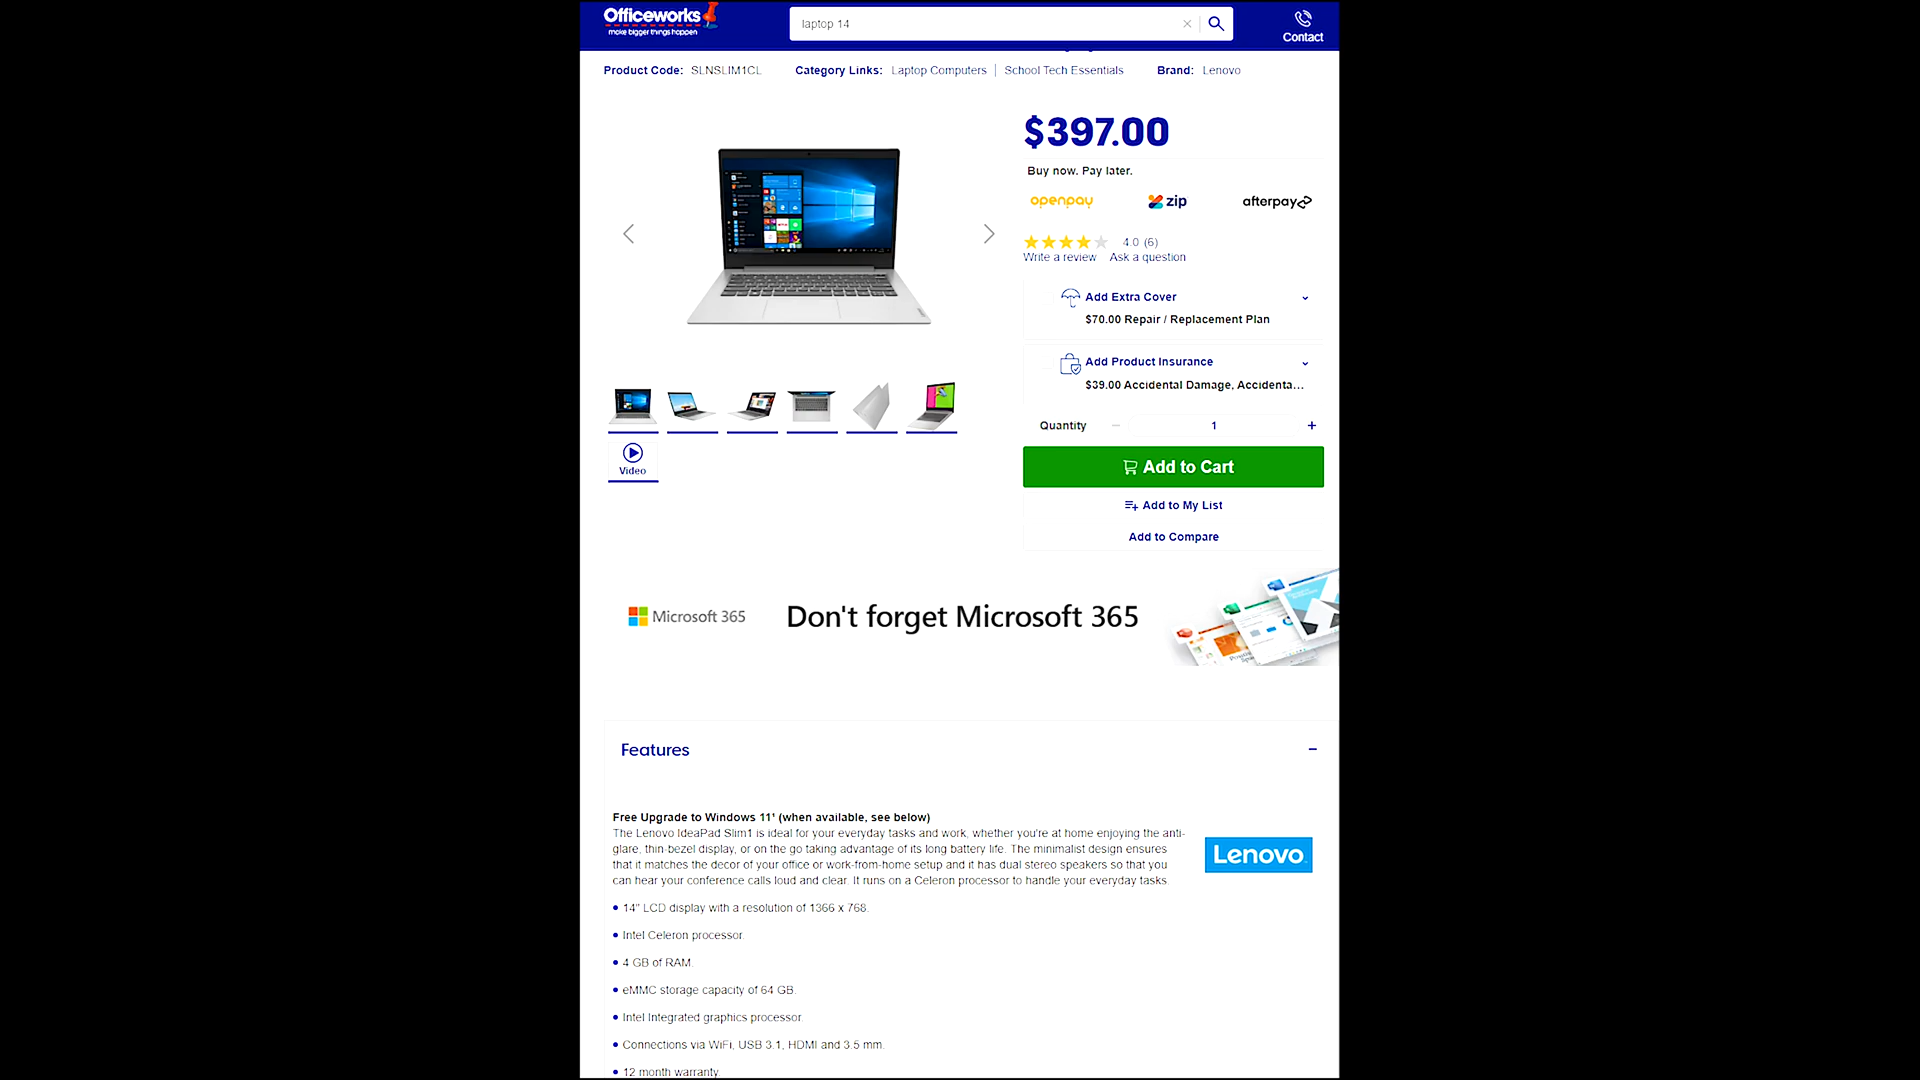 Officeworks
make bigger things happen
laptop 14
Contact
Product Code: SLNSLIM1CL Category Links: Laptop Computers | School Tech Essentials Brand: Lenovo
$397.00
Buy now. Pay later.
openpay zip afterpay
4.0 (6)
Write a review Ask a question
Add Extra Cover
$70.00 Repair / Replacement Plan
Add Product Insurance
$39.00 Accidental Damage, Accidenta...
Quantity − 1 +
Add to Cart
Add to My List
Add to Compare
Video
Microsoft 365 Don't forget Microsoft 365
Features
Free Upgrade to Windows 11¹ (when available, see below)
The Lenovo IdeaPad Slim1 is ideal for your everyday tasks and work, whether you're at home enjoying the anti-
glare, thin-bezel display, or on the go taking advantage of its long battery life. The minimalist design ensures
that it matches the decor of your office or work-from-home setup and it has dual stereo speakers so that you
can hear your conference calls loud and clear. It runs on a Celeron processor to handle your everyday tasks.
Lenovo
• 14" LCD display with a resolution of 1366 x 768.
• Intel Celeron processor.
• 4 GB of RAM.
• eMMC storage capacity of 64 GB.
• Intel Integrated graphics processor.
• Connections via WiFi, USB 3.1, HDMI and 3.5 mm.
• 12 month warranty.